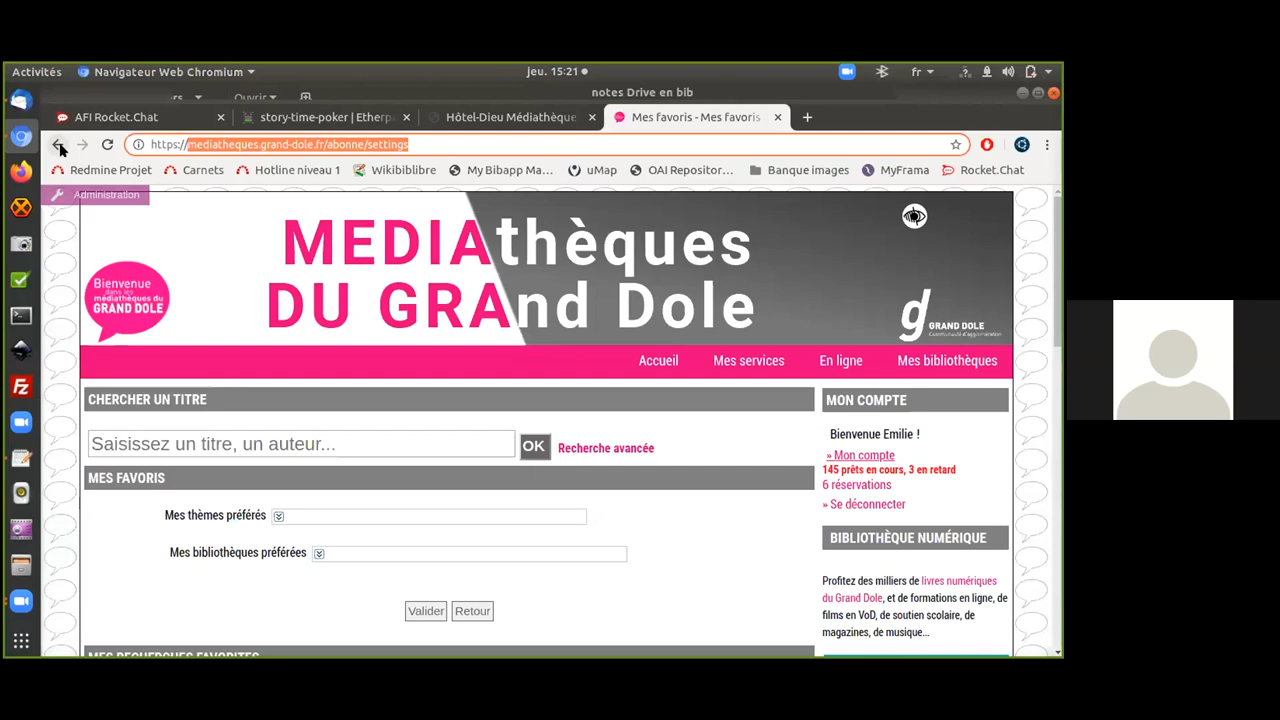 Activités
Navigateur Web Chromium
jeu. 15:21
fr
Ouvrir
notes Drive en bib
AFI Rocket.Chat
story-time-poker | Etherpa
Hôtel-Dieu Médiathèque
Mes favoris - Mes favoris
https://mediatheques.grand-dole.fr/abonne/settings
Redmine Projet
Carnets
Hotline niveau 1
Wikibiblibre
My Bibapp Ma...
uMap
OAI Repositor...
Banque images
MyFrama
Rocket.Chat
Administration
MEDIAthèques
DU GRAnd Dole
Bienvenue
dans les
médiathèques du
GRAND DOLE
g GRAND DOLE
Communauté d'agglomération
Accueil
Mes services
En ligne
Mes bibliothèques
CHERCHER UN TITRE
Saisissez un titre, un auteur...
OK
Recherche avancée
MES FAVORIS
Mes thèmes préférés
Mes bibliothèques préférées
Valider
Retour
MES RECHERCHES FAVORITES
MON COMPTE
Bienvenue Emilie !
» Mon compte
145 prêts en cours, 3 en retard
6 réservations
» Se déconnecter
BIBLIOTHÈQUE NUMÉRIQUE
Profitez des milliers de livres numériques
du Grand Dole, et de formations en ligne, de
films en VoD, de soutien scolaire, de
magazines, de musique...